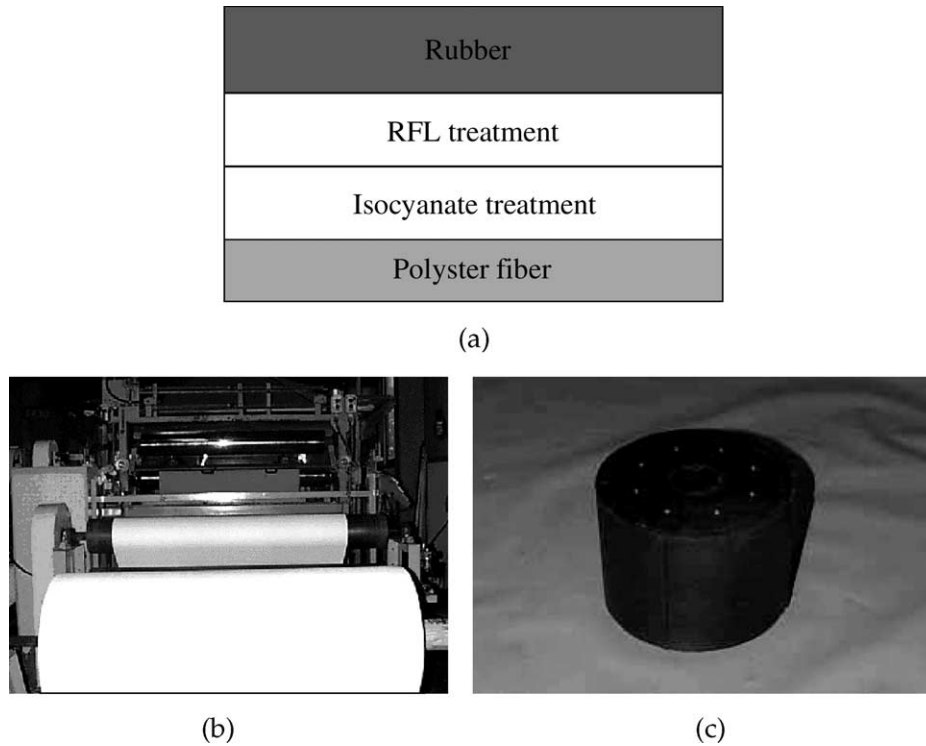 Rubber
RFL treatment
Isocyanate treatment
Polyster fiber
(a)
(b)
(c)